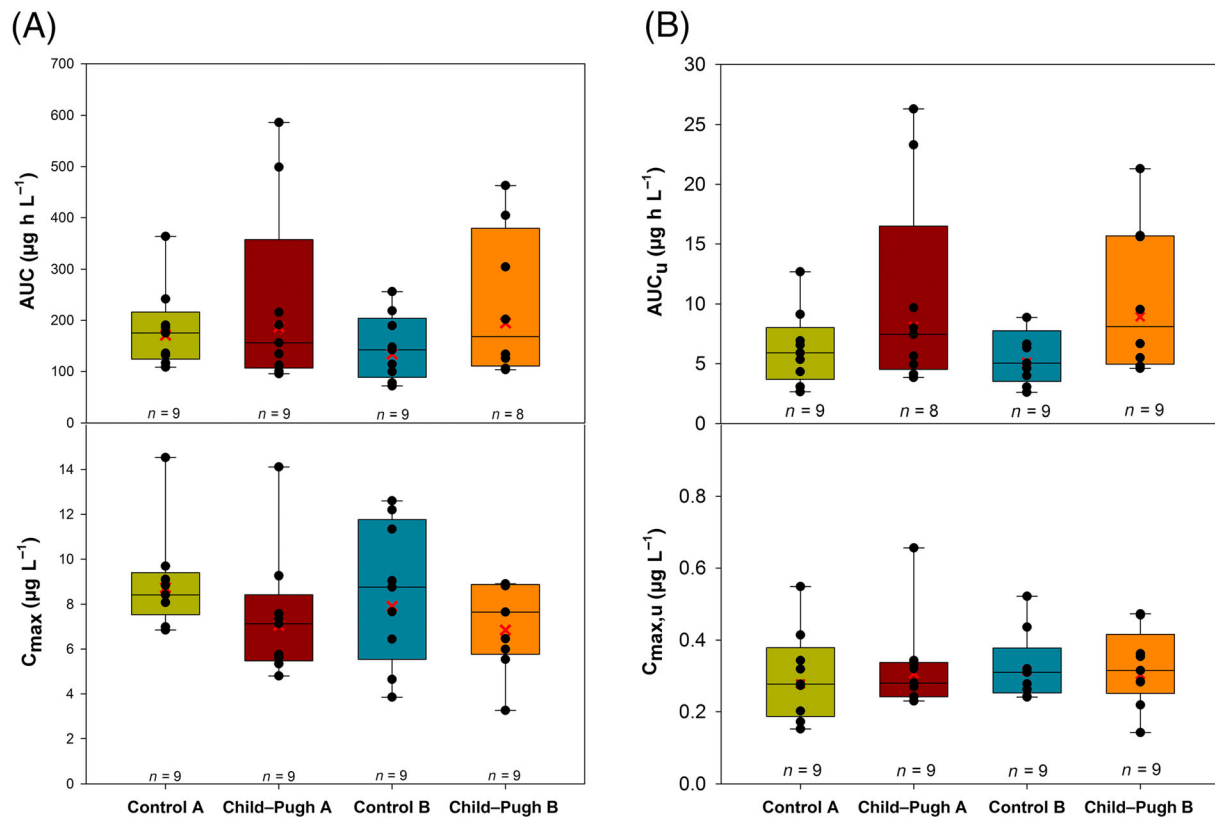 (A)
700
600
500
400
300
200
100
0
AUC (µg h L⁻¹)
n = 9
n = 9
n = 9
n = 8
14
12
10
8
6
4
2
0
Cmax (µg L⁻¹)
n = 9
n = 9
n = 9
n = 9
Control A
Child–Pugh A
Control B
Child–Pugh B
(B)
30
25
20
15
10
5
0
AUCu (µg h L⁻¹)
n = 9
n = 8
n = 9
n = 9
0.8
0.6
0.4
0.2
0.0
Cmax,u (µg L⁻¹)
n = 9
n = 9
n = 9
n = 9
Control A
Child–Pugh A
Control B
Child–Pugh B